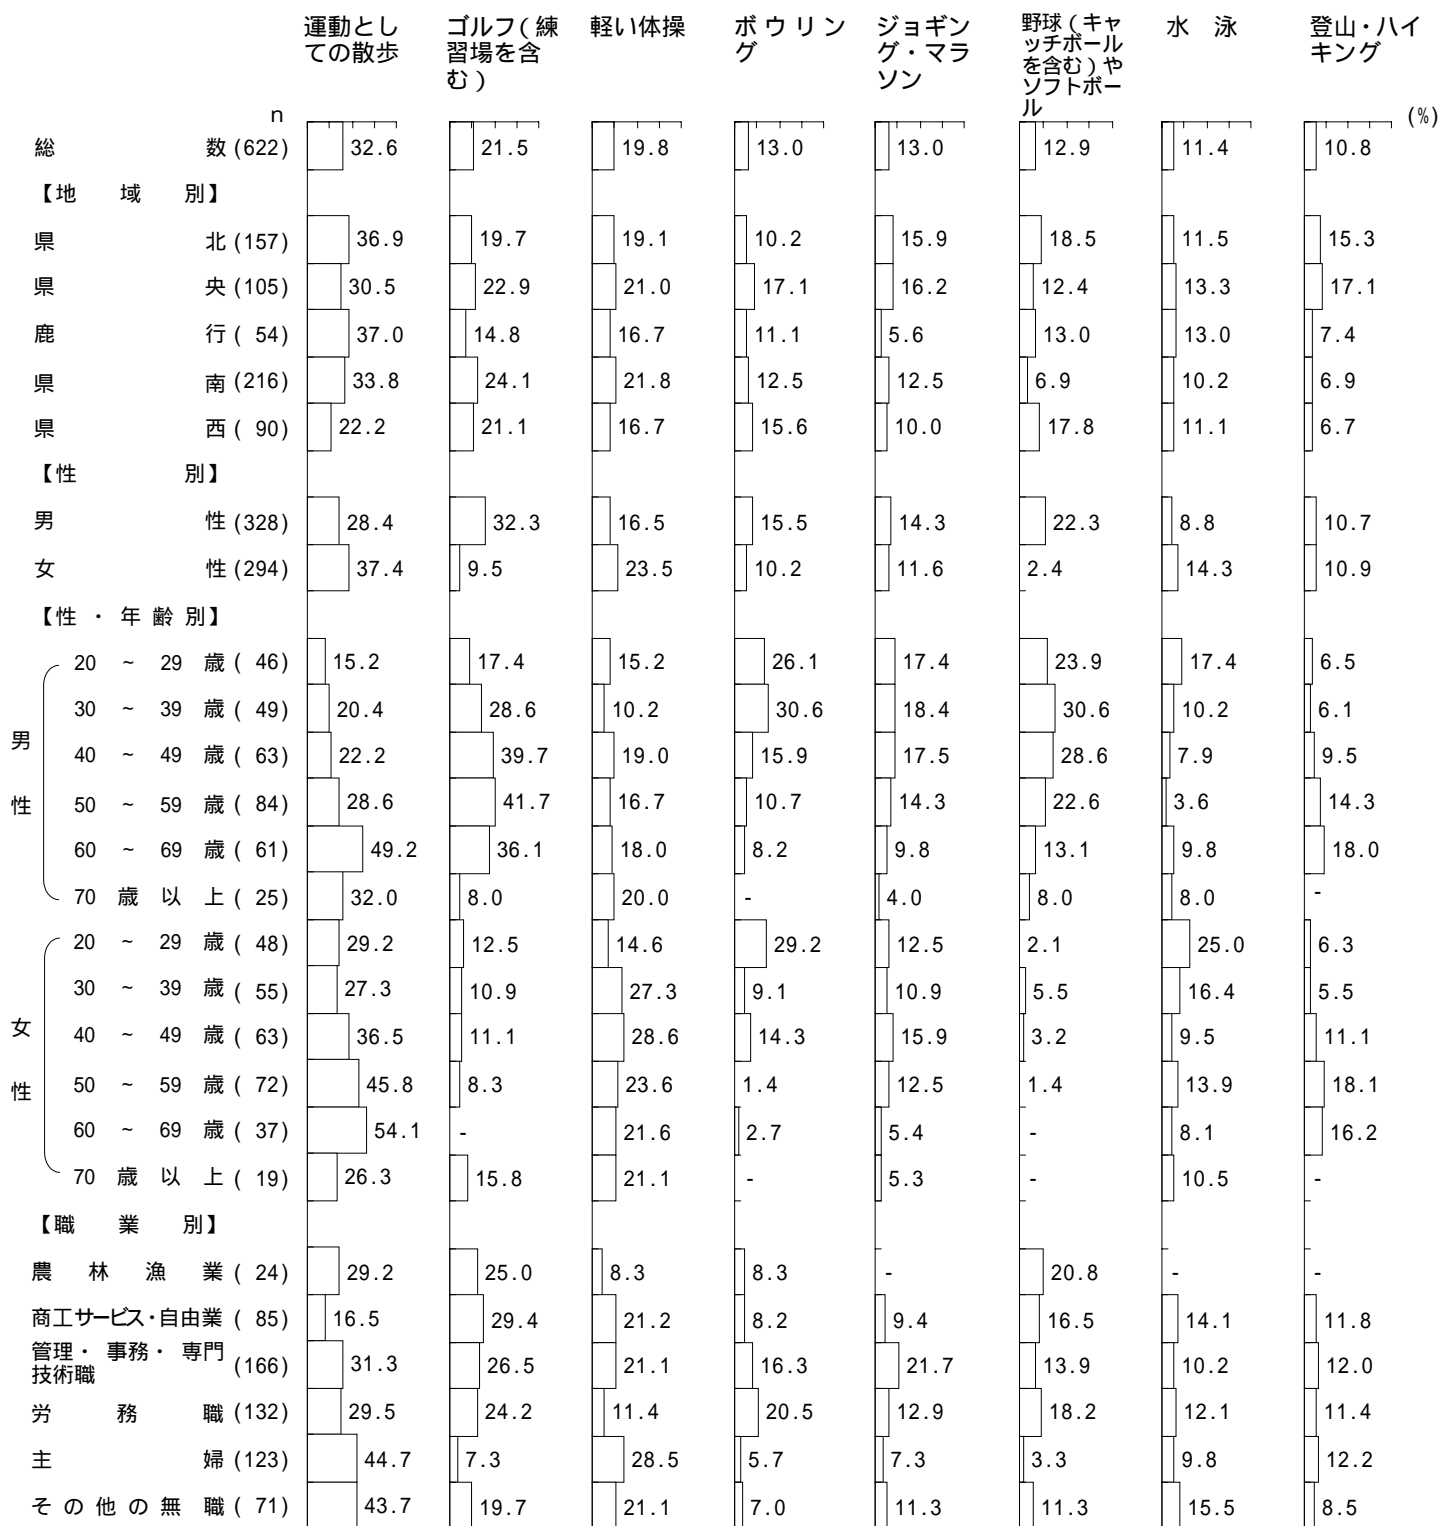 運動とし ゴルフ(練 軽い体操 ボウリン ジョギン 野球(キャ 水 泳 登山・ハイ
ての散歩 習場を含 グ グ・マラ ッチボール キング
む) ソン を含む)や
ソフトボー
ル
n (%)
総 数(622) 32.6 21.5 19.8 13.0 13.0 12.9 11.4 10.8
【地 域 別】
県 北(157) 36.9 19.7 19.1 10.2 15.9 18.5 11.5 15.3
県 央(105) 30.5 22.9 21.0 17.1 16.2 12.4 13.3 17.1
鹿 行( 54) 37.0 14.8 16.7 11.1 5.6 13.0 13.0 7.4
県 南(216) 33.8 24.1 21.8 12.5 12.5 6.9 10.2 6.9
県 西( 90) 22.2 21.1 16.7 15.6 10.0 17.8 11.1 6.7
【性 別】
男 性(328) 28.4 32.3 16.5 15.5 14.3 22.3 8.8 10.7
女 性(294) 37.4 9.5 23.5 10.2 11.6 2.4 14.3 10.9
【性・年齢別】
男性
20 ~ 29 歳( 46) 15.2 17.4 15.2 26.1 17.4 23.9 17.4 6.5
30 ~ 39 歳( 49) 20.4 28.6 10.2 30.6 18.4 30.6 10.2 6.1
40 ~ 49 歳( 63) 22.2 39.7 19.0 15.9 17.5 28.6 7.9 9.5
50 ~ 59 歳( 84) 28.6 41.7 16.7 10.7 14.3 22.6 3.6 14.3
60 ~ 69 歳( 61) 49.2 36.1 18.0 8.2 9.8 13.1 9.8 18.0
70 歳 以 上( 25) 32.0 8.0 20.0 - 4.0 8.0 8.0 -
女性
20 ~ 29 歳( 48) 29.2 12.5 14.6 29.2 12.5 2.1 25.0 6.3
30 ~ 39 歳( 55) 27.3 10.9 27.3 9.1 10.9 5.5 16.4 5.5
40 ~ 49 歳( 63) 36.5 11.1 28.6 14.3 15.9 3.2 9.5 11.1
50 ~ 59 歳( 72) 45.8 8.3 23.6 1.4 12.5 1.4 13.9 18.1
60 ~ 69 歳( 37) 54.1 - 21.6 2.7 5.4 - 8.1 16.2
70 歳 以 上( 19) 26.3 15.8 21.1 - 5.3 - 10.5 -
【職 業 別】
農 林 漁 業( 24) 29.2 25.0 8.3 8.3 - 20.8 - -
商工サービス・自由業( 85) 16.5 29.4 21.2 8.2 9.4 16.5 14.1 11.8
管理・ 事務・ 専門
技術職 (166) 31.3 26.5 21.1 16.3 21.7 13.9 10.2 12.0
労 務 職(132) 29.5 24.2 11.4 20.5 12.9 18.2 12.1 11.4
主 婦(123) 44.7 7.3 28.5 5.7 7.3 3.3 9.8 12.2
その他の無職( 71) 43.7 19.7 21.1 7.0 11.3 11.3 15.5 8.5